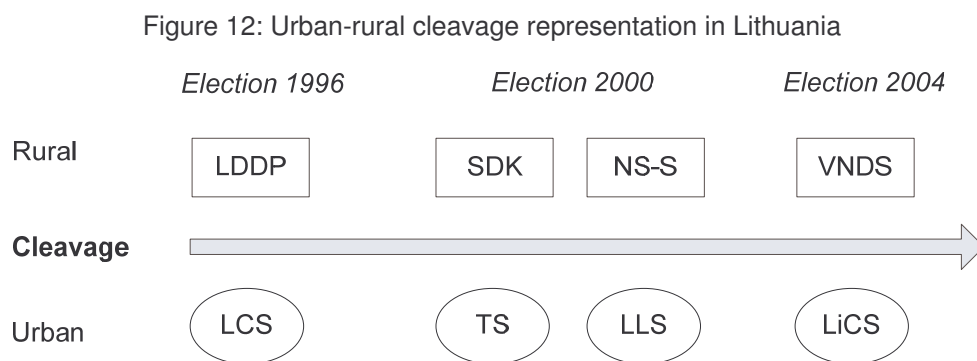 Figure 12: Urban-rural cleavage representation in Lithuania
Election 1996 Election 2000 Election 2004
Rural LDDP SDK NS-S VNDS
Cleavage
Urban LCS TS LLS LiCS